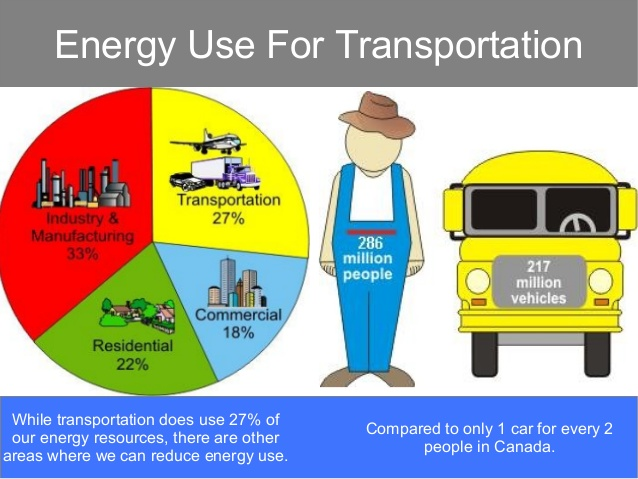 Energy Use For Transportation
Transportation
27%
Industry &
Manufacturing
33%
Commercial
18%
Residential
22%
286
million
people
217
million
vehicles
While transportation does use 27% of
our energy resources, there are other
areas where we can reduce energy use.
Compared to only 1 car for every 2
people in Canada.